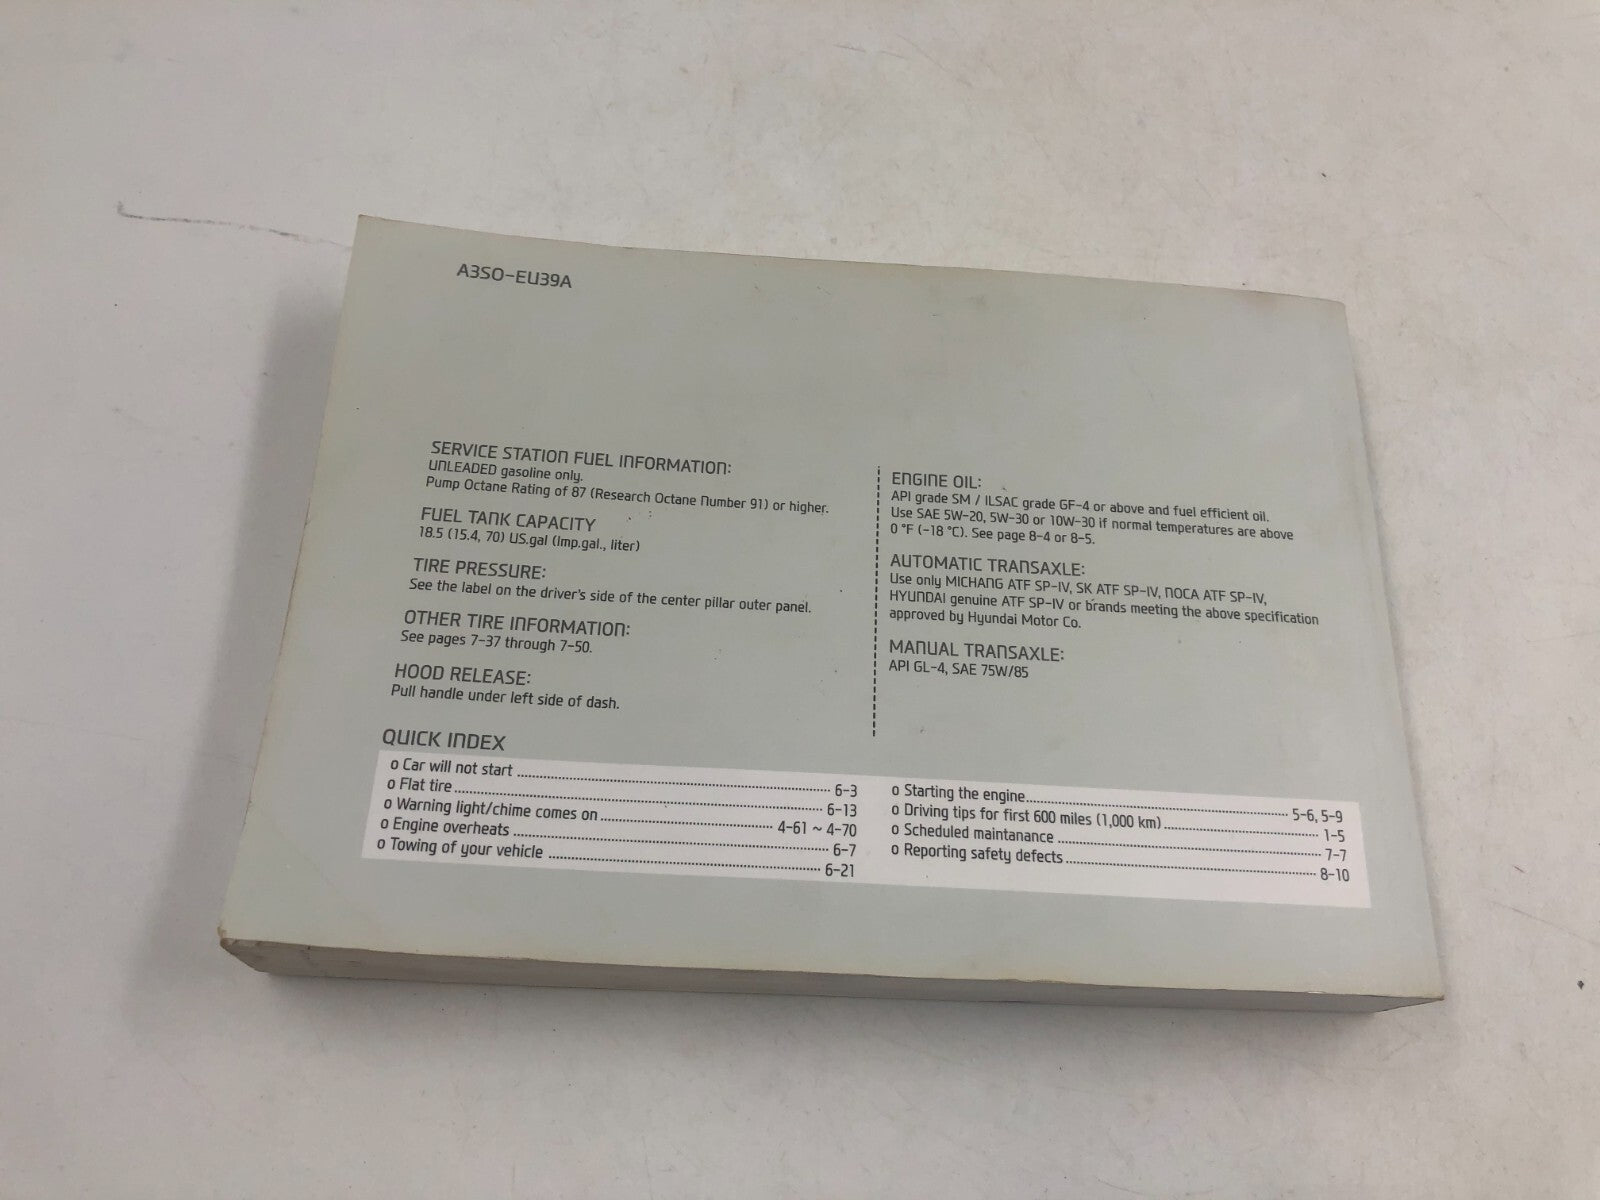 A3SO-EU39A
SERVICE STATION FUEL INFORMATION:
UNLEADED gasoline only.
Pump Octane Rating of 87 (Research Octane Number 91) or higher.
FUEL TANK CAPACITY
18.5 (15.4, 70) US.gal (Imp.gal., liter)
TIRE PRESSURE:
See the label on the driver's side of the center pillar outer panel.
OTHER TIRE INFORMATION:
See pages 7-37 through 7-50.
HOOD RELEASE:
Pull handle under left side of dash.
ENGINE OIL:
API grade SM / ILSAC grade GF-4 or above and fuel efficient oil.
Use SAE 5W-20, 5W-30 or 10W-30 if normal temperatures are above
0 °F (-18 °C). See page 8-4 or 8-5.
AUTOMATIC TRANSAXLE:
Use only MICHANG ATF SP-IV, SK ATF SP-IV, NOCA ATF SP-IV,
HYUNDAI genuine ATF SP-IV or brands meeting the above specification
approved by Hyundai Motor Co.
MANUAL TRANSAXLE:
API GL-4, SAE 75W/85
QUICK INDEX
o Car will not start ........ 6-3
o Flat tire ........ 6-13
o Warning light/chime comes on ........ 4-61 ~ 4-70
o Engine overheats ........ 6-7
o Towing of your vehicle ........ 6-21
o Starting the engine ........ 5-6, 5-9
o Driving tips for first 600 miles (1,000 km) ........ 1-5
o Scheduled maintanance ........ 7-7
o Reporting safety defects ........ 8-10